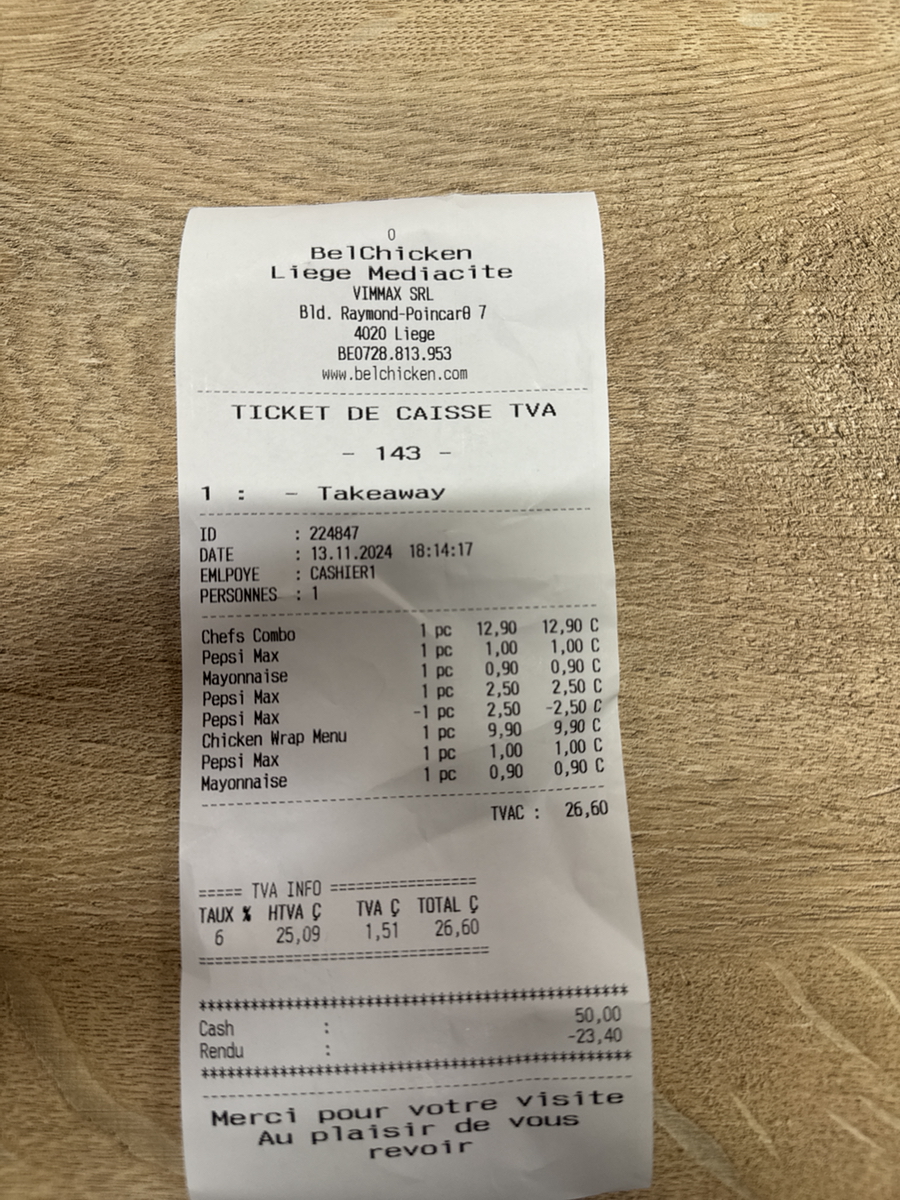 0
BelChicken
Liege Mediacite
VIMMAX SRL
Bld. Raymond-Poincarθ 7
4020 Liege
BE0728.813.953
www.belchicken.com
TICKET DE CAISSE TVA
- 143 -
1 : - Takeaway
ID : 224847
DATE : 13.11.2024 18:14:17
EMLPOYE : CASHIER1
PERSONNES : 1
Chefs Combo 1 pc 12,90 12,90 C
Pepsi Max 1 pc 1,00 1,00 C
Mayonnaise 1 pc 0,90 0,90 C
Pepsi Max 1 pc 2,50 2,50 C
Pepsi Max -1 pc 2,50 -2,50 C
Chicken Wrap Menu 1 pc 9,90 9,90 C
Pepsi Max 1 pc 1,00 1,00 C
Mayonnaise 1 pc 0,90 0,90 C
TVAC : 26,60
===== TVA INFO =================
TAUX % HTVA Ç TVA Ç TOTAL Ç
6 25,09 1,51 26,60
Cash : 50,00
Rendu : -23,40
Merci pour votre visite
Au plaisir de vous
revoir